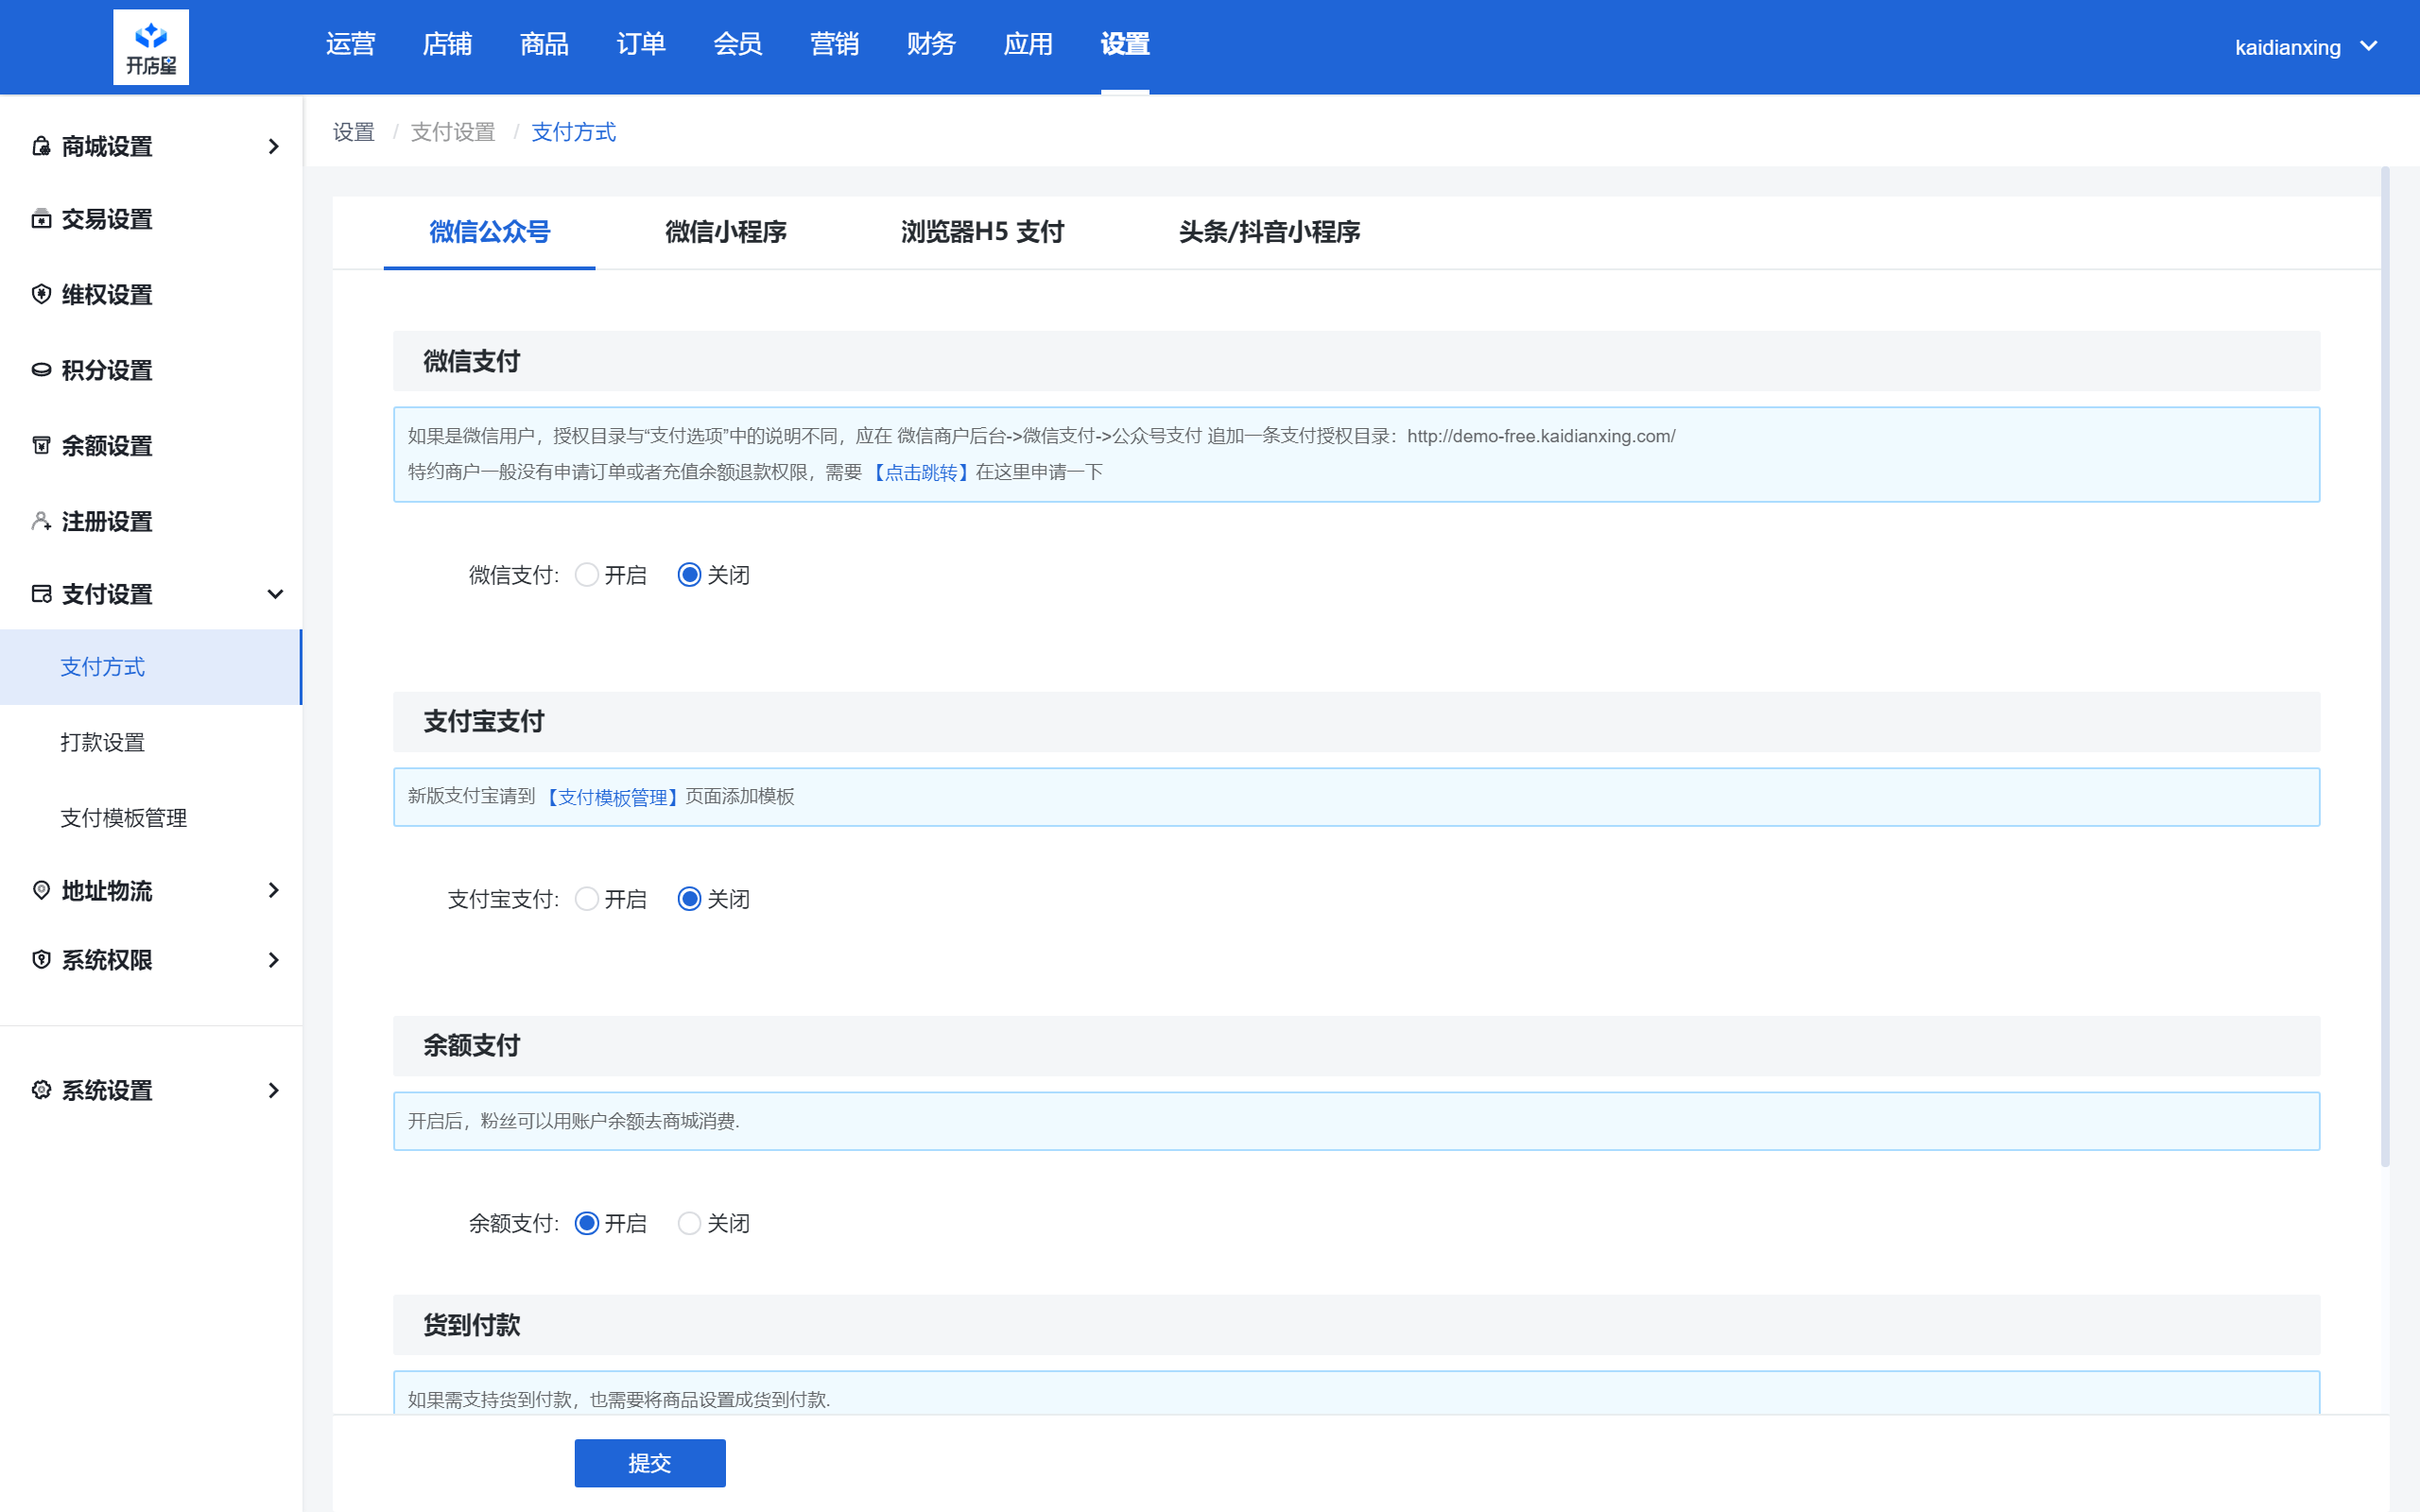 开店星
运营 店铺 商品 订单 会员 营销 财务 应用 设置
kaidianxing
商城设置
交易设置
维权设置
积分设置
余额设置
注册设置
支付设置
支付方式
打款设置
支付模板管理
地址物流
系统权限
系统设置
设置 / 支付设置 / 支付方式
微信公众号 微信小程序 浏览器H5 支付 头条/抖音小程序
微信支付
如果是微信用户，授权目录与“支付选项”中的说明不同，应在 微信商户后台->微信支付->公众号支付 追加一条支付授权目录：http://demo-free.kaidianxing.com/
特约商户一般没有申请订单或者充值余额退款权限，需要 【点击跳转】在这里申请一下
微信支付: 开启 关闭
支付宝支付
新版支付宝请到 【支付模板管理】页面添加模板
支付宝支付: 开启 关闭
余额支付
开启后，粉丝可以用账户余额去商城消费.
余额支付: 开启 关闭
货到付款
如果需支持货到付款，也需要将商品设置成货到付款.
提交